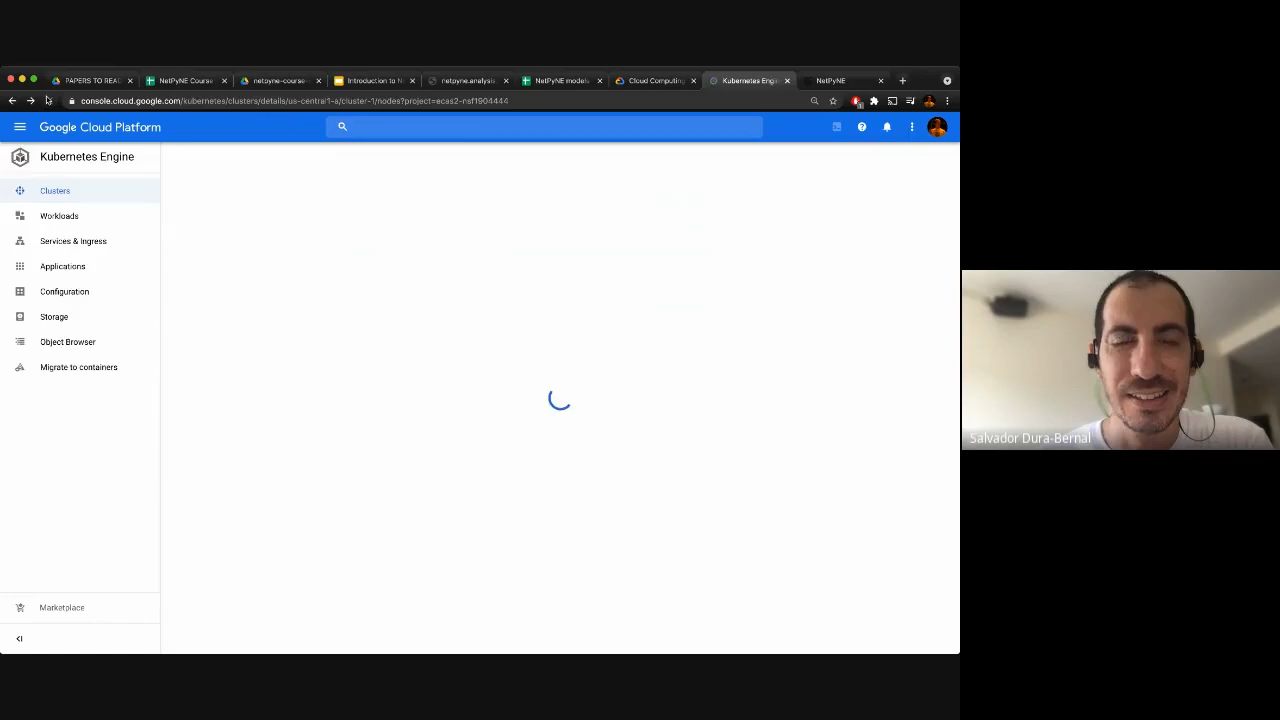 PAPERS TO READ
NetPyNE Course
netpyne-course-
Introduction to N
netpyne.analysis
NetPyNE models
Cloud Computing
Kubernetes Engi
NetPyNE
console.cloud.google.com/kubernetes/clusters/details/us-central1-a/cluster-1/nodes?project=ecas2-nsf1904444
Google Cloud Platform
Kubernetes Engine
Clusters
Workloads
Services & Ingress
Applications
Configuration
Storage
Object Browser
Migrate to containers
Marketplace
Salvador Dura-Bernal